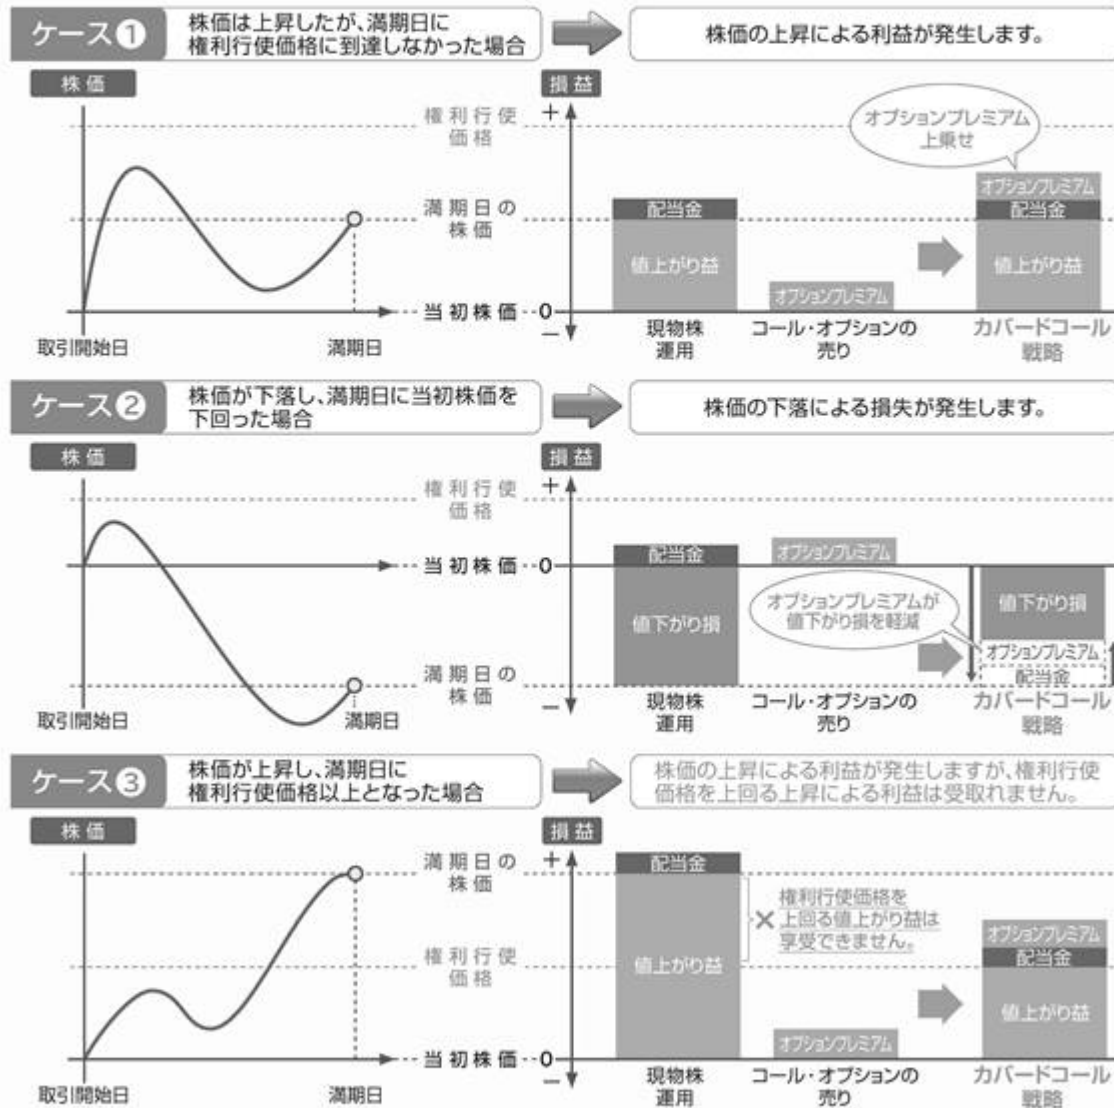 ケース❶
株価は上昇したが、満期日に
権利行使価格に到達しなかった場合
株価の上昇による利益が発生します。
株価
損益
権利行使
価格
満期日の
株価
当初株価
取引開始日
満期日
+
0
−
オプションプレミアム
上乗せ
配当金
値上がり益
オプションプレミアム
オプションプレミアム
配当金
値上がり益
現物株
運用
コール・オプションの
売り
カバードコール
戦略
ケース❷
株価が下落し、満期日に当初株価を
下回った場合
株価の下落による損失が発生します。
株価
損益
権利行使
価格
当初株価
満期日の
株価
取引開始日
満期日
+
0
−
配当金
値下がり損
オプションプレミアム
オプションプレミアムが
値下がり損を軽減
値下がり損
オプションプレミアム
配当金
現物株
運用
コール・オプションの
売り
カバードコール
戦略
ケース❸
株価が上昇し、満期日に
権利行使価格以上となった場合
株価の上昇による利益が発生しますが、権利行使
価格を上回る上昇による利益は受取れません。
株価
損益
満期日の
株価
権利行使
価格
当初株価
取引開始日
満期日
+
0
−
配当金
値上がり益
×
権利行使価格を
上回る値上がり益は
享受できません。
オプションプレミアム
オプションプレミアム
配当金
値上がり益
現物株
運用
コール・オプションの
売り
カバードコール
戦略